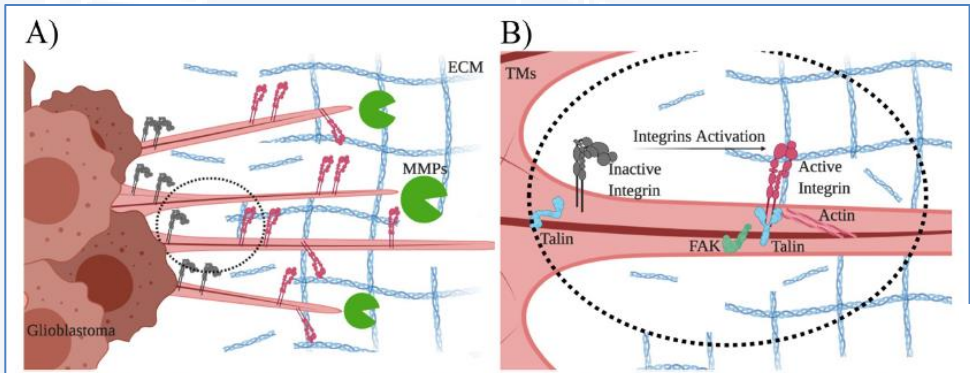 A)
ECM
MMPs
Glioblastoma
B)
TMs
Integrins Activation
Inactive
Integrin
Active
Integrin
Actin
Talin
FAK
Talin